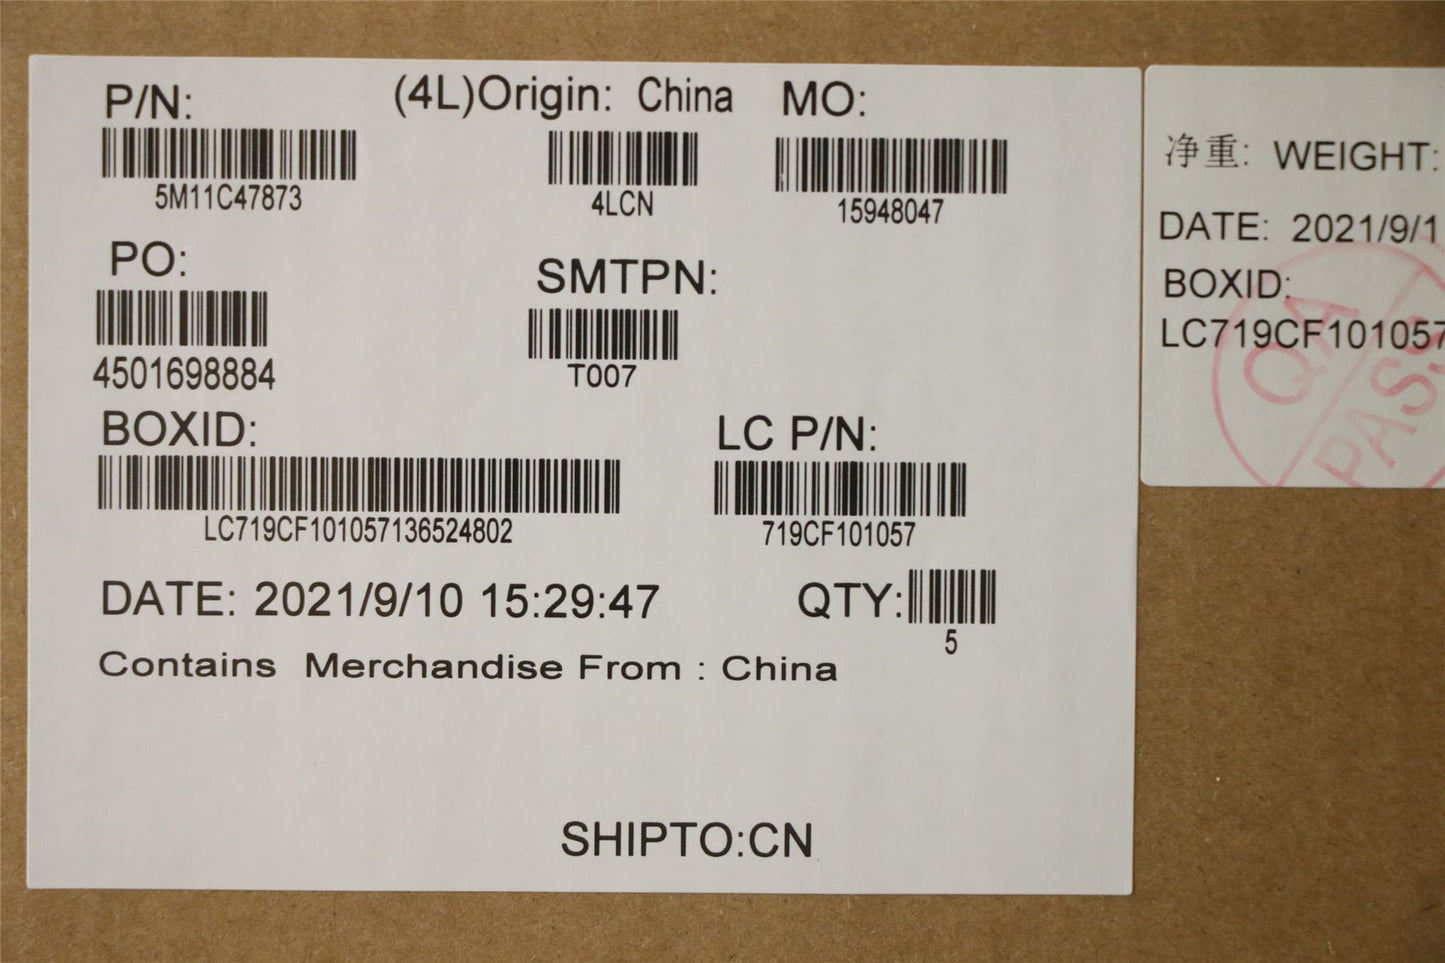 P/N:
5M11C47873
(4L)Origin: China
4LCN
MO:
15948047
PO:
4501698884
SMTPN:
T007
BOXID:
LC719CF101057136524802
LC P/N:
719CF101057
DATE: 2021/9/10 15:29:47
QTY:
5
Contains Merchandise From : China
SHIPTO:CN
净重: WEIGHT:
DATE: 2021/9/1
BOXID:
LC719CF101057
QA
PASS